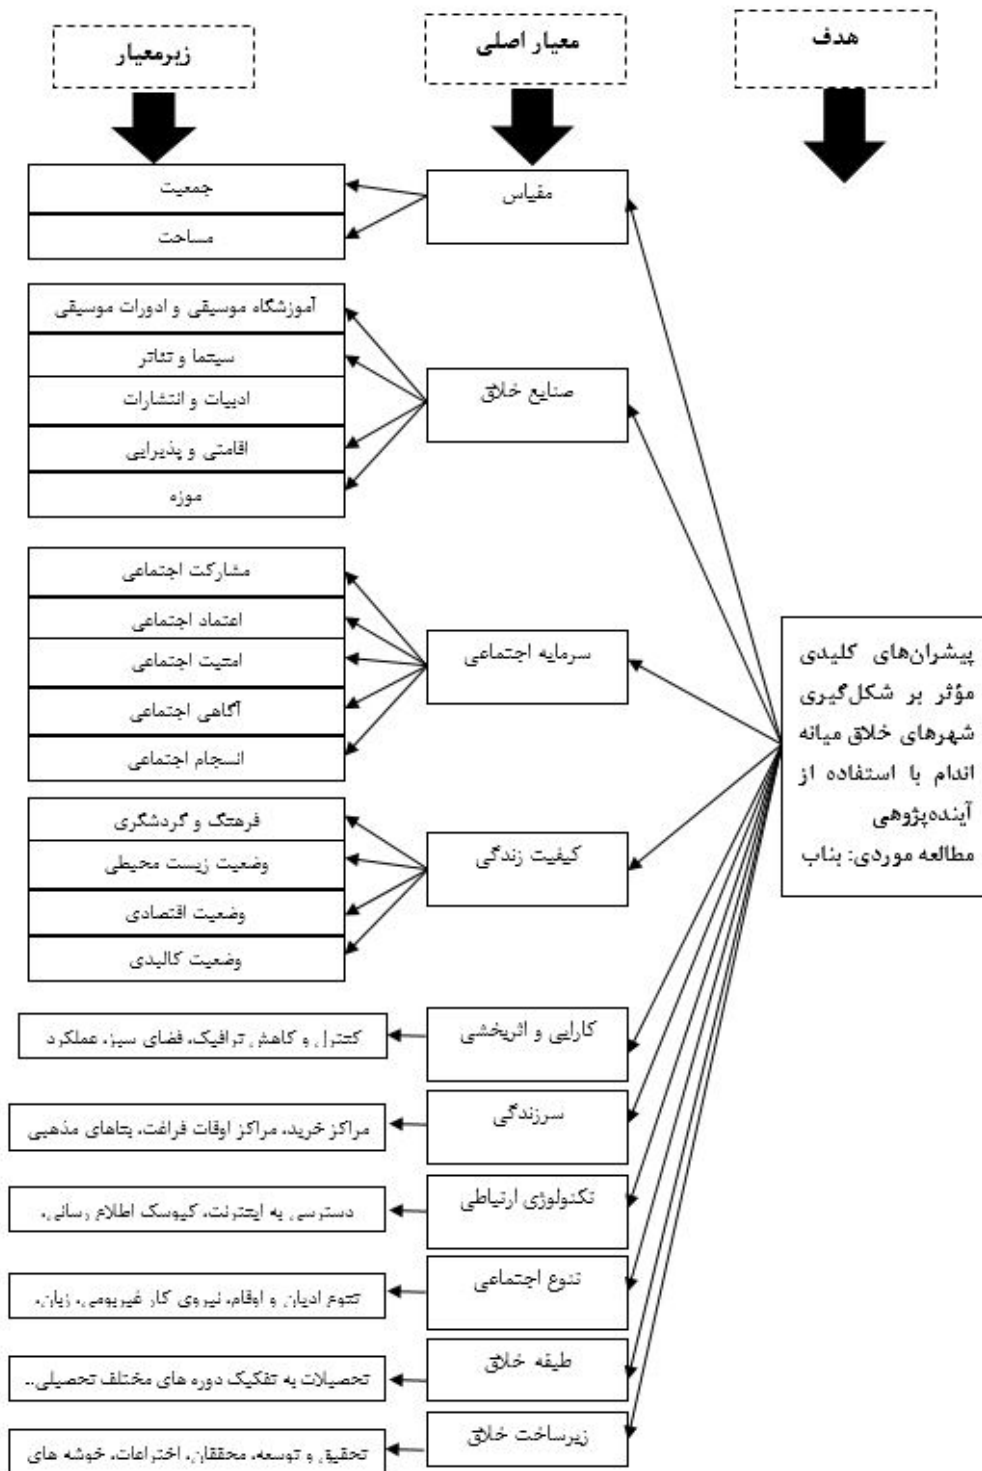 هدف
معیار اصلی
زیرمعیار
پیشران‌های کلیدی
مؤثر بر شکل‌گیری
شهرهای خلاق میانه
اندام با استفاده از
آینده‌پژوهی
مطالعه موردی: بناب
مقیاس
جمعیت
مساحت
صنایع خلاق
آموزشگاه موسیقی و ادورات موسیقی
سینما و تئاتر
ادبیات و انتشارات
اقامتی و پذیرایی
موزه
سرمایه اجتماعی
مشارکت اجتماعی
اعتماد اجتماعی
امنیت اجتماعی
آگاهی اجتماعی
انسجام اجتماعی
کیفیت زندگی
فرهنگ و گردشگری
وضعیت زیست محیطی
وضعیت اقتصادی
وضعیت کالبدی
کارایی و اثربخشی
کنترل و کاهش ترافیک، فضای سبز، عملکرد
سرزندگی
مراکز خرید، مراکز اوقات فراغت، بناهای مذهبی
تکنولوژی ارتباطی
دسترسی به اینترنت، کیوسک اطلاع رسانی،
تنوع اجتماعی
تنوع ادیان و اوقام، نیروی کار غیربومی، زبان،
طبقه خلاق
تحصیلات به تفکیک دوره های مختلف تحصیلی..
زیرساخت خلاق
تحقیق و توسعه، محققان، اختراعات، خوشه های